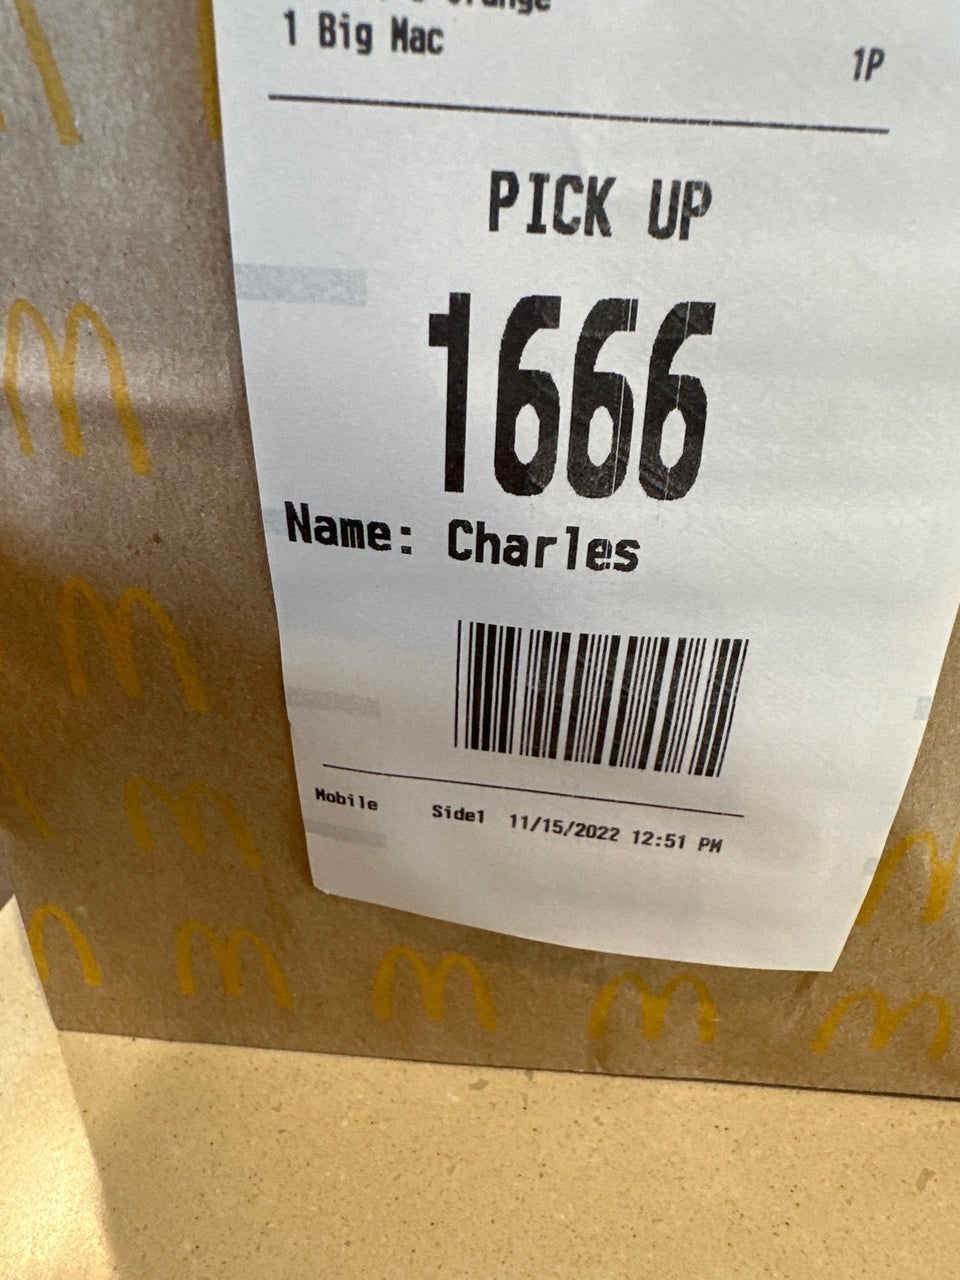 1 Big Mac
1P
PICK UP
1666
Name: Charles
Mobile Side1 11/15/2022 12:51 PM